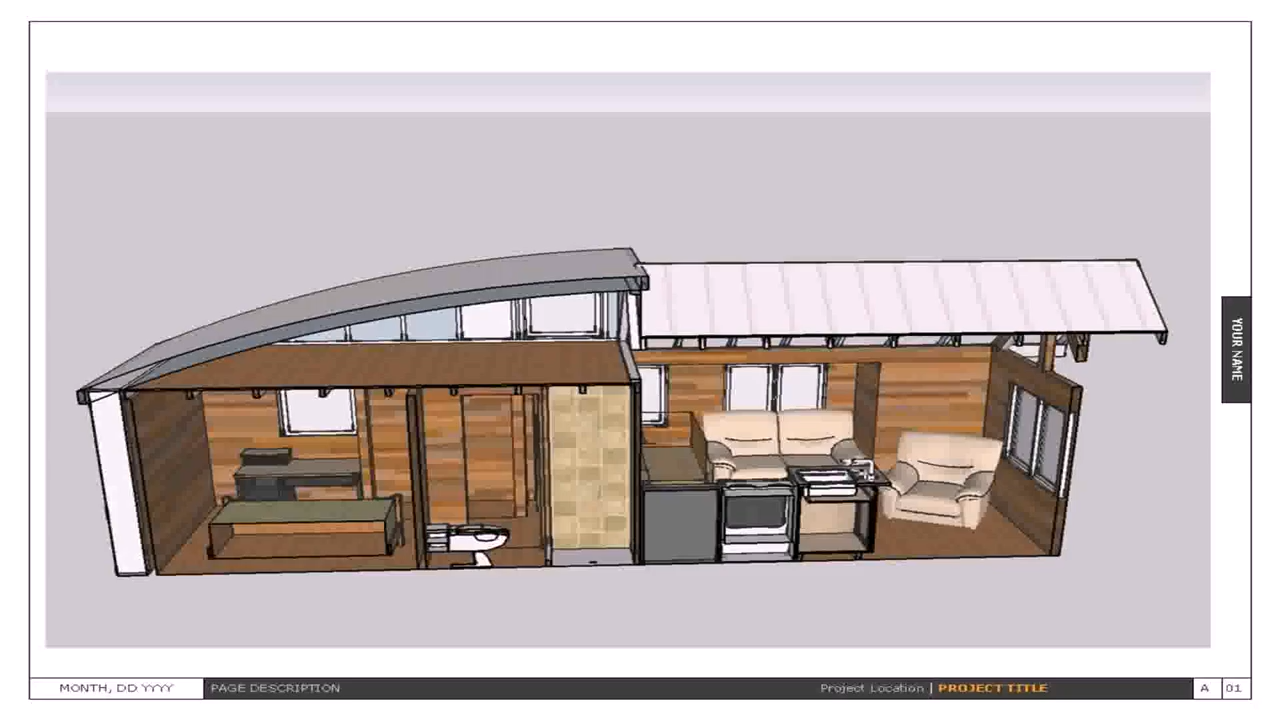 YOUR NAME
MONTH, DD YYYY
PAGE DESCRIPTION
Project Location | PROJECT TITLE
A
01